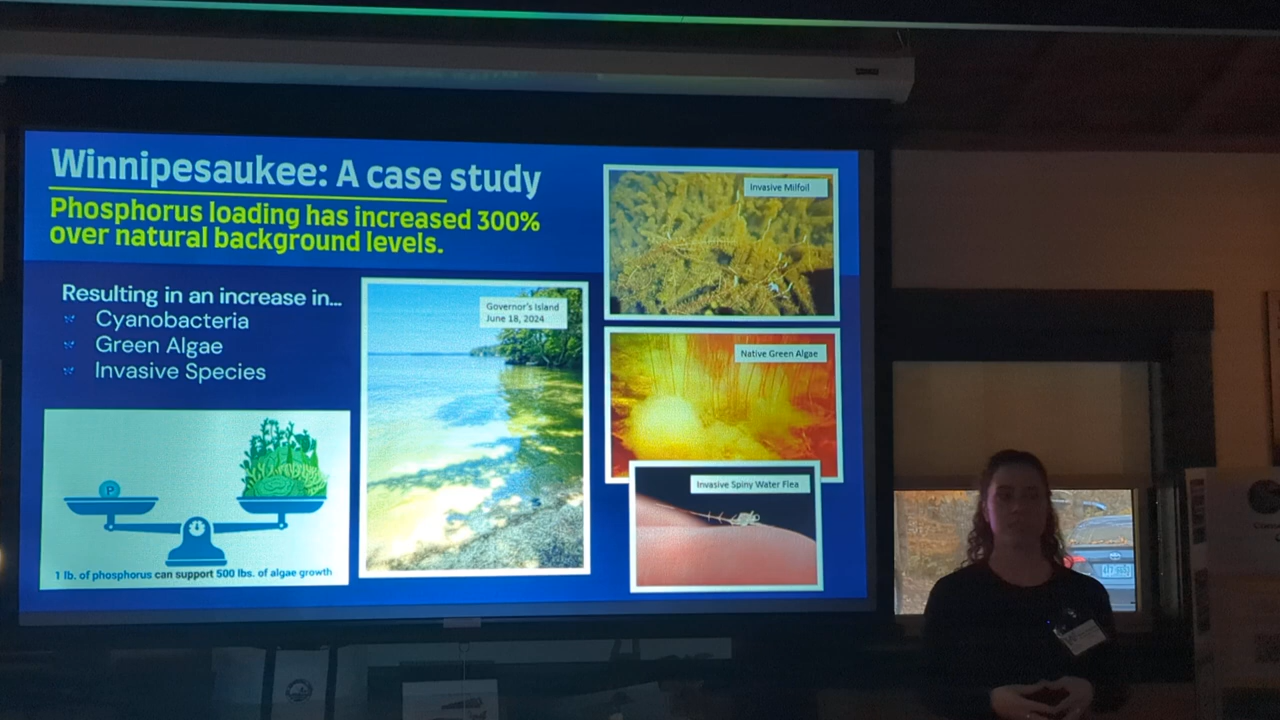 Winnipesaukee: A case study
Phosphorus loading has increased 300%
over natural background levels.
Resulting in an increase in...
Cyanobacteria
Green Algae
Invasive Species
P
1 lb. of phosphorus can support 500 lbs. of algae growth
Governor's Island
June 18, 2024
Invasive Milfoil
Native Green Algae
Invasive Spiny Water Flea